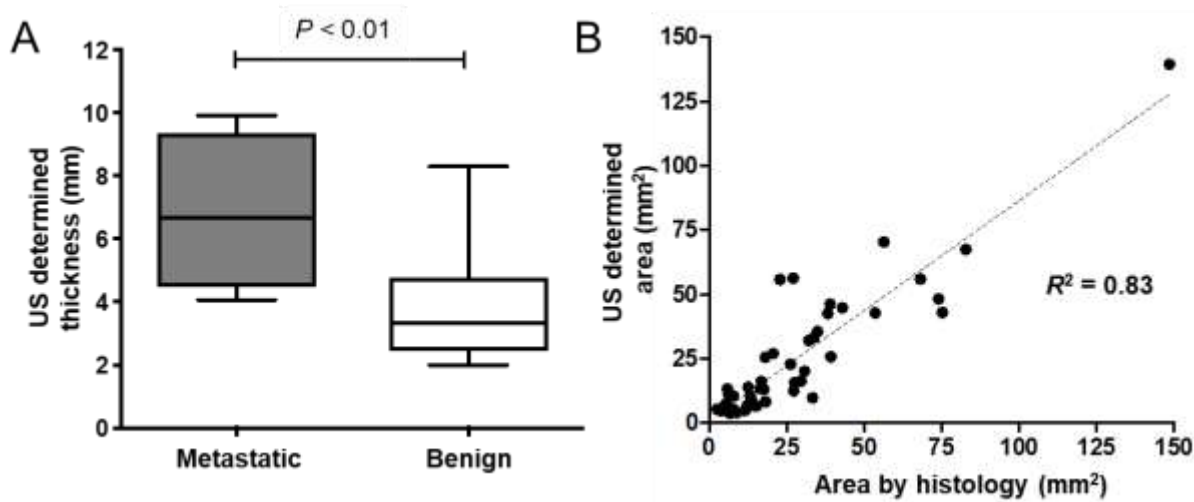 A
P < 0.01
US determined
thickness (mm)
12
10
8
6
4
2
0
Metastatic
Benign
B
US determined
area (mm²)
150
125
100
75
50
25
0
R² = 0.83
0
25
50
75
100
125
150
Area by histology (mm²)